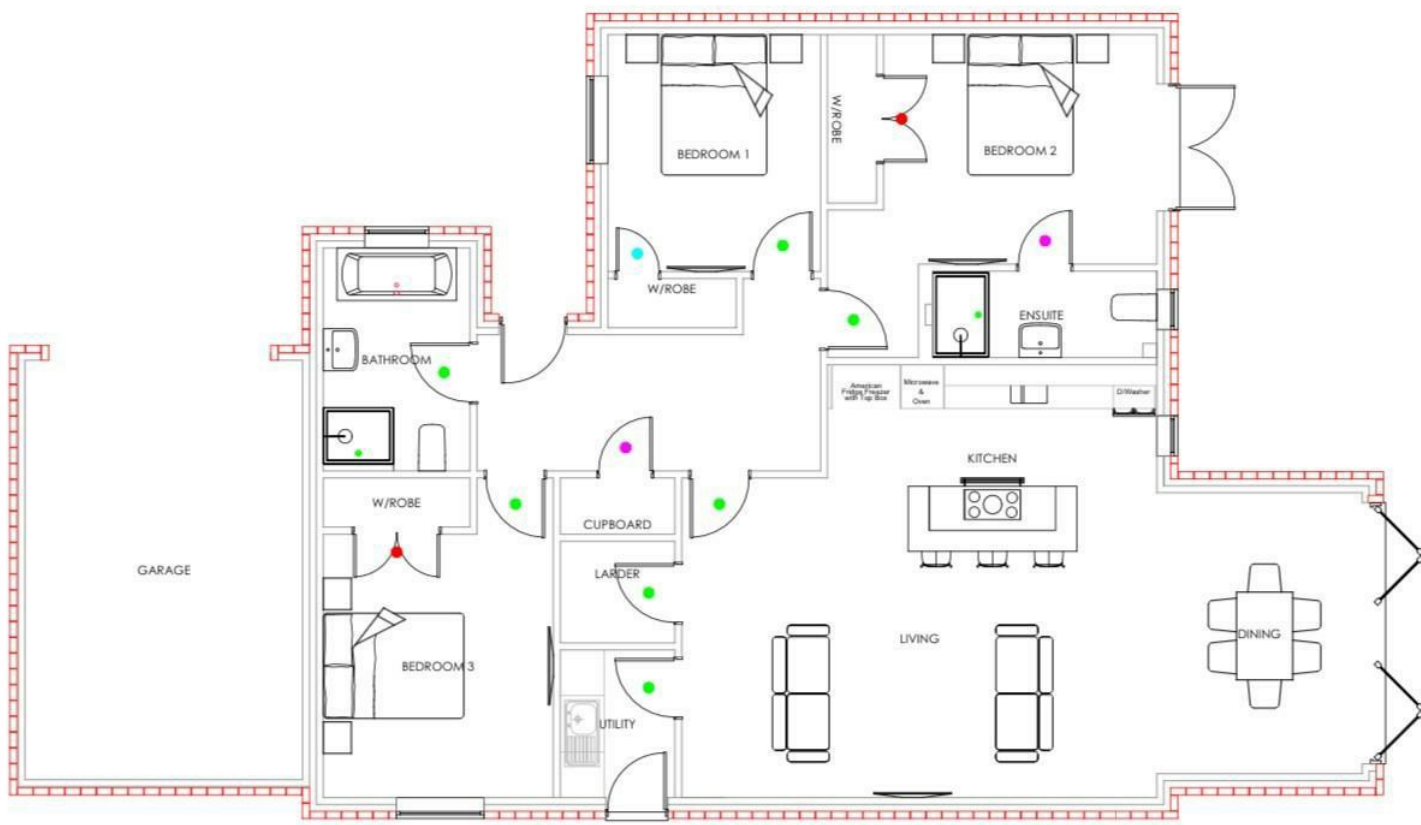 W/ROBE
BEDROOM 1
BEDROOM 2
W/ROBE
ENSUITE
BATHROOM
American
Fridge Freezer
with Top Box
Microwave
&
Oven
D/Washer
KITCHEN
W/ROBE
CUPBOARD
GARAGE
LARDER
LIVING
DINING
BEDROOM 3
UTILITY